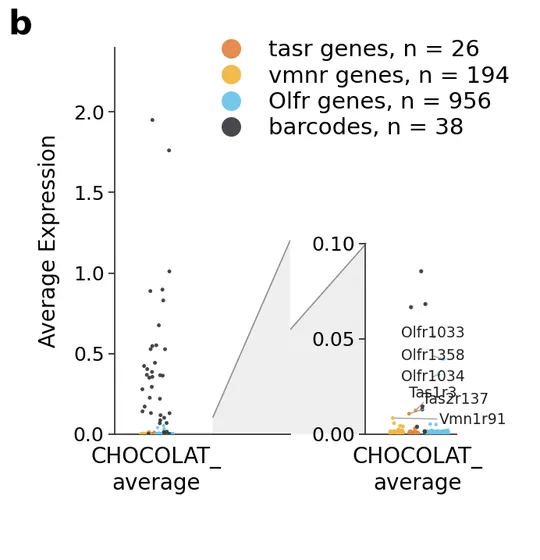 b
tasr genes, n = 26
vmnr genes, n = 194
Olfr genes, n = 956
barcodes, n = 38
Average Expression
2.0
1.5
1.0
0.5
0.0
CHOCOLAT_
average
0.10
0.05
0.00
Olfr1033
Olfr1358
Olfr1034
Tas1r3
Tas2r137
Vmn1r91
CHOCOLAT_
average